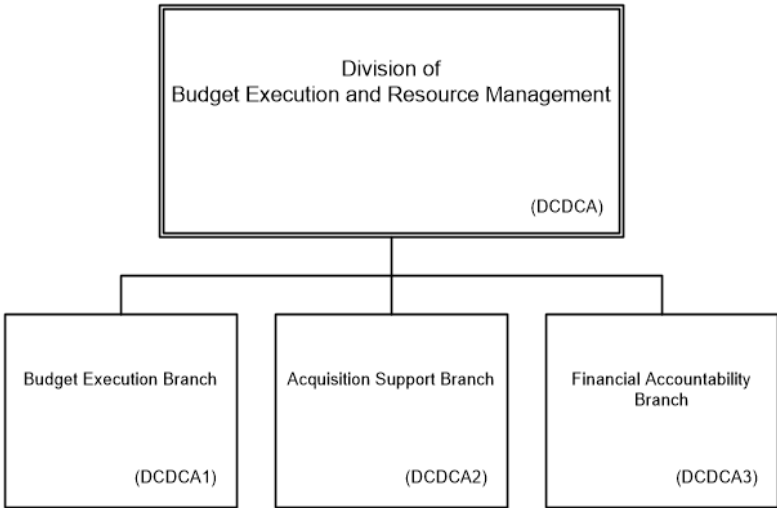 Division of
Budget Execution and Resource Management
(DCDCA)
Budget Execution Branch
(DCDCA1)
Acquisition Support Branch
(DCDCA2)
Financial Accountability
Branch
(DCDCA3)